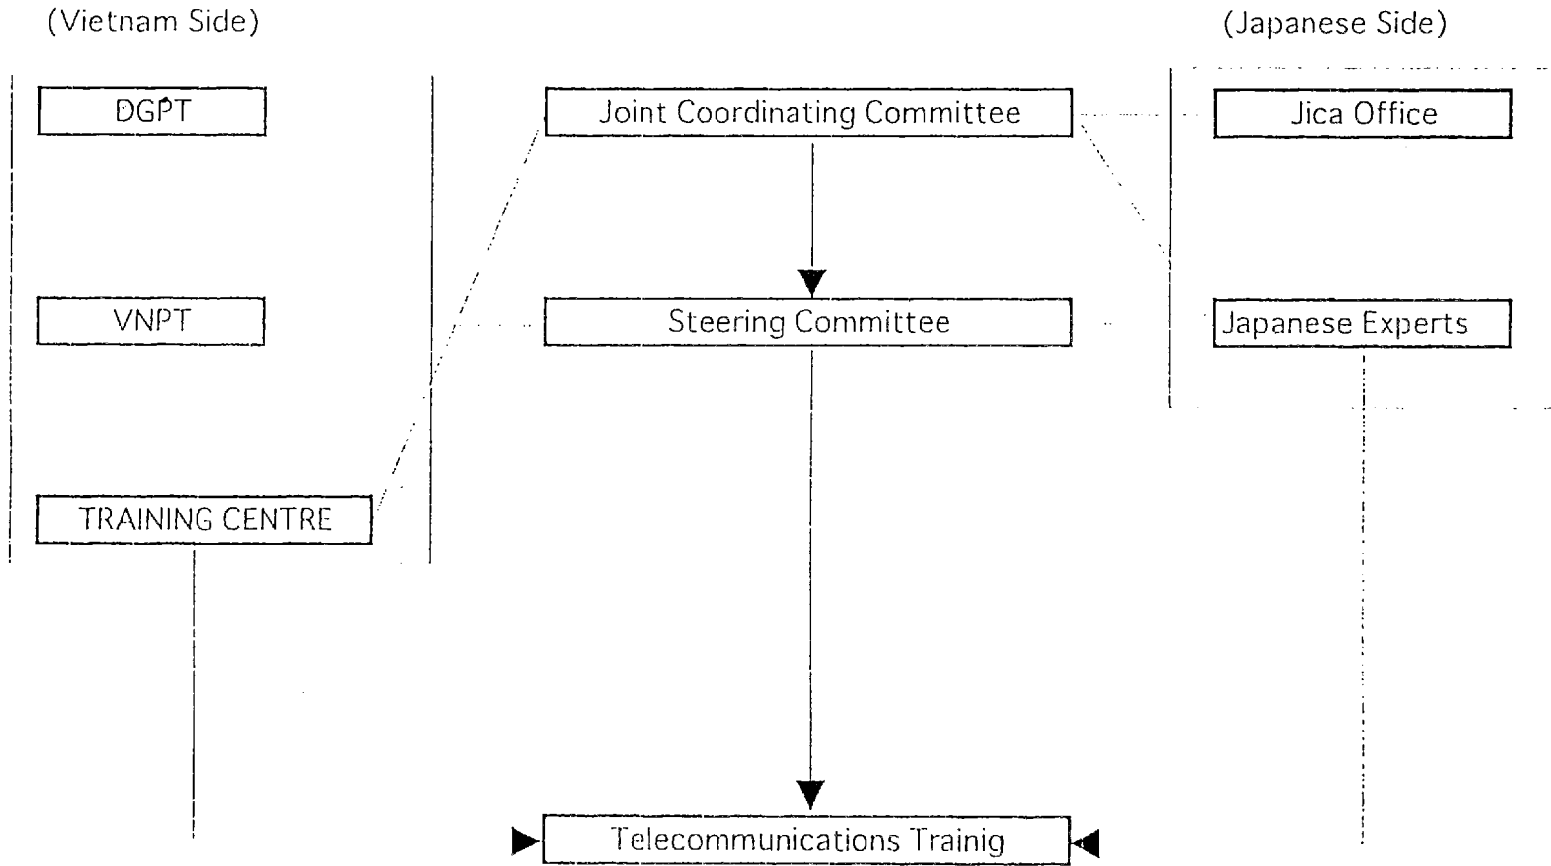 (Vietnam Side)
(Japanese Side)
DGPT
Joint Coordinating Committee
Jica Office
VNPT
Steering Committee
Japanese Experts
TRAINING CENTRE
Telecommunications Trainig